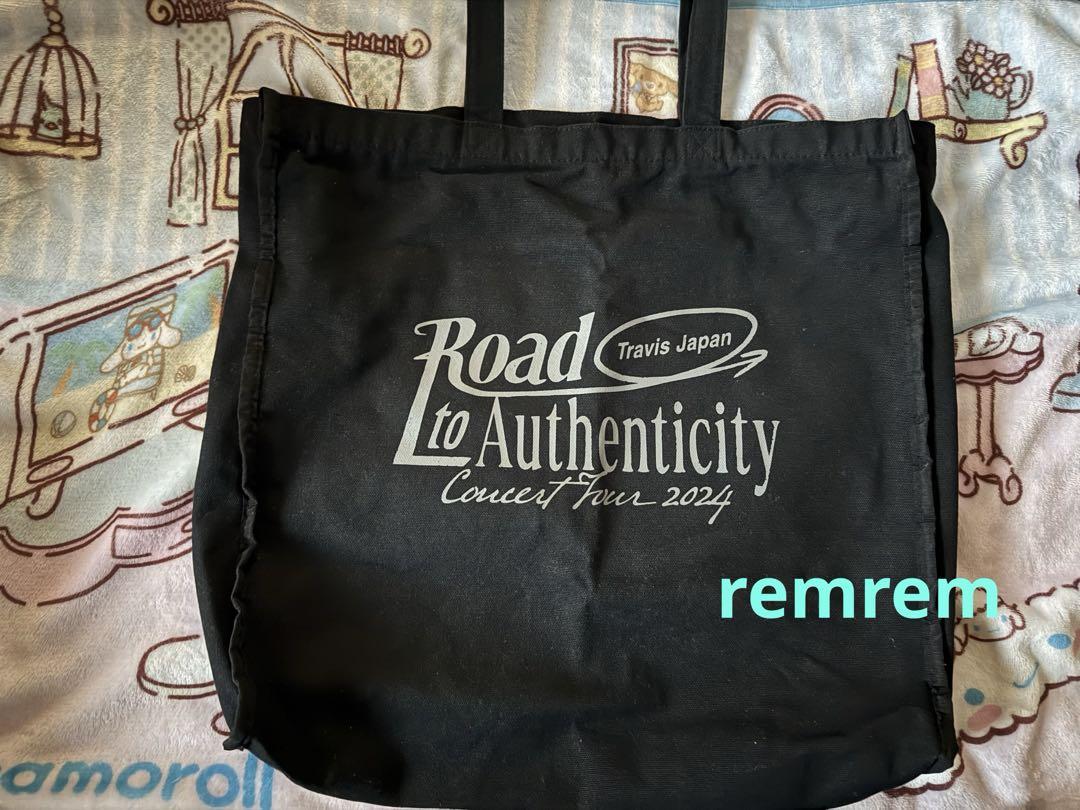 Road
Travis Japan
to Authenticity
Concert Tour 2024
remrem
amoroll